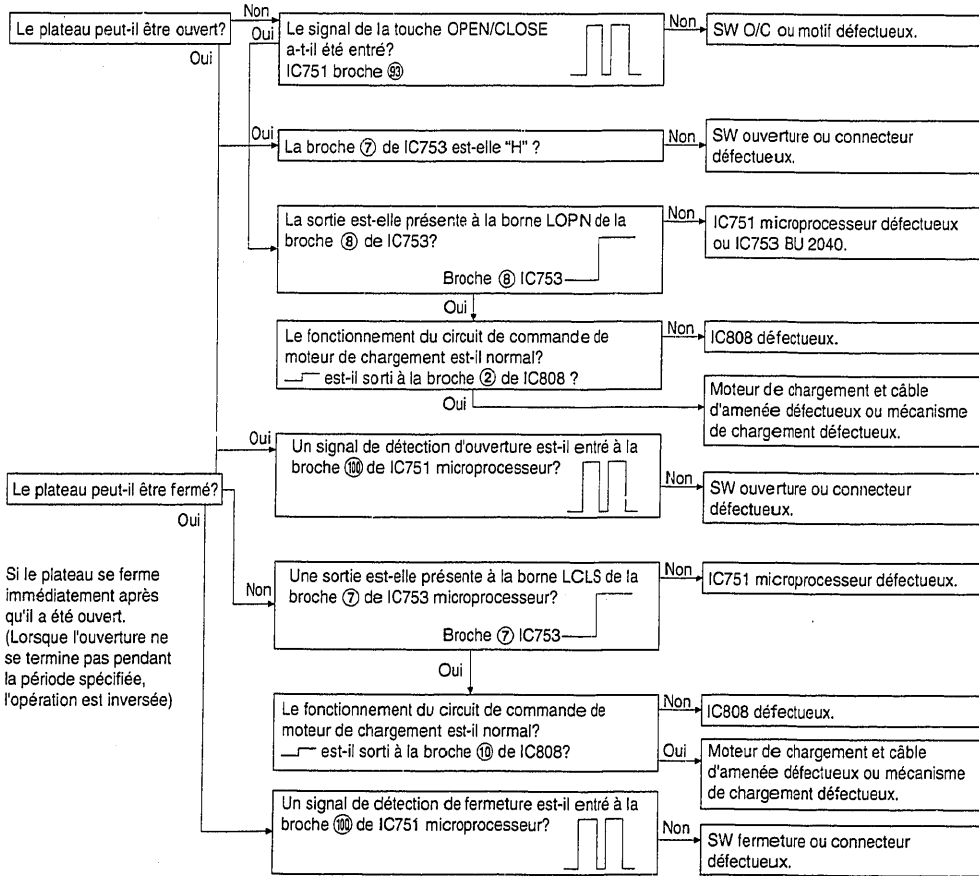 Le plateau peut-il être ouvert?
Non
Oui
Oui
Le signal de la touche OPEN/CLOSE
a-t-il été entré?
IC751 broche 93
Non
SW O/C ou motif défectueux.
Oui
La broche 7 de IC753 est-elle "H" ?
Non
SW ouverture ou connecteur
défectueux.
La sortie est-elle présente à la borne LOPN de la
broche 8 de IC753?
Broche 8 IC753
Non
IC751 microprocesseur défectueux
ou IC753 BU 2040.
Oui
Le fonctionnement du circuit de commande de
moteur de chargement est-il normal?
est-il sorti à la broche 2 de IC808 ?
Non
IC808 défectueux.
Oui
Moteur de chargement et câble
d'amenée défectueux ou mécanisme
de chargement défectueux.
Oui
Un signal de détection d'ouverture est-il entré à la
broche 100 de IC751 microprocesseur?
Non
SW ouverture ou connecteur
défectueux.
Le plateau peut-il être fermé?
Oui
Si le plateau se ferme
immédiatement après
qu'il a été ouvert.
(Lorsque l'ouverture ne
se termine pas pendant
la période spécifiée,
l'opération est inversée)
Non
Une sortie est-elle présente à la borne LCLS de la
broche 7 de IC753 microprocesseur?
Broche 7 IC753
Non
IC751 microprocesseur défectueux.
Oui
Le fonctionnement du circuit de commande de
moteur de chargement est-il normal?
est-il sorti à la broche 10 de IC808?
Non
IC808 défectueux.
Oui
Moteur de chargement et câble
d'amenée défectueux ou mécanisme
de chargement défectueux.
Un signal de détection de fermeture est-il entré à la
broche 100 de IC751 microprocesseur?
Non
SW fermeture ou connecteur
défectueux.